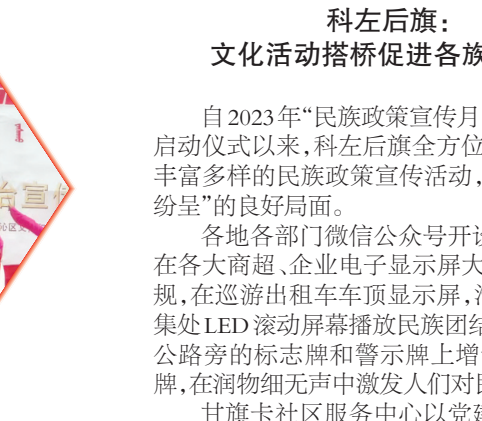 科左后旗：
文化活动搭桥促进各族
自2023年“民族政策宣传月
启动仪式以来，科左后旗全方位
丰富多样的民族政策宣传活动，
纷呈”的良好局面。
各地各部门微信公众号开设
在各大商超、企业电子显示屏大
规，在巡游出租车车顶显示屏，
集处LED滚动屏幕播放民族团结
公路旁的标志牌和警示牌上增
牌，在润物细无声中激发人们对
甘旗卡社区服务中心以党建
治宣